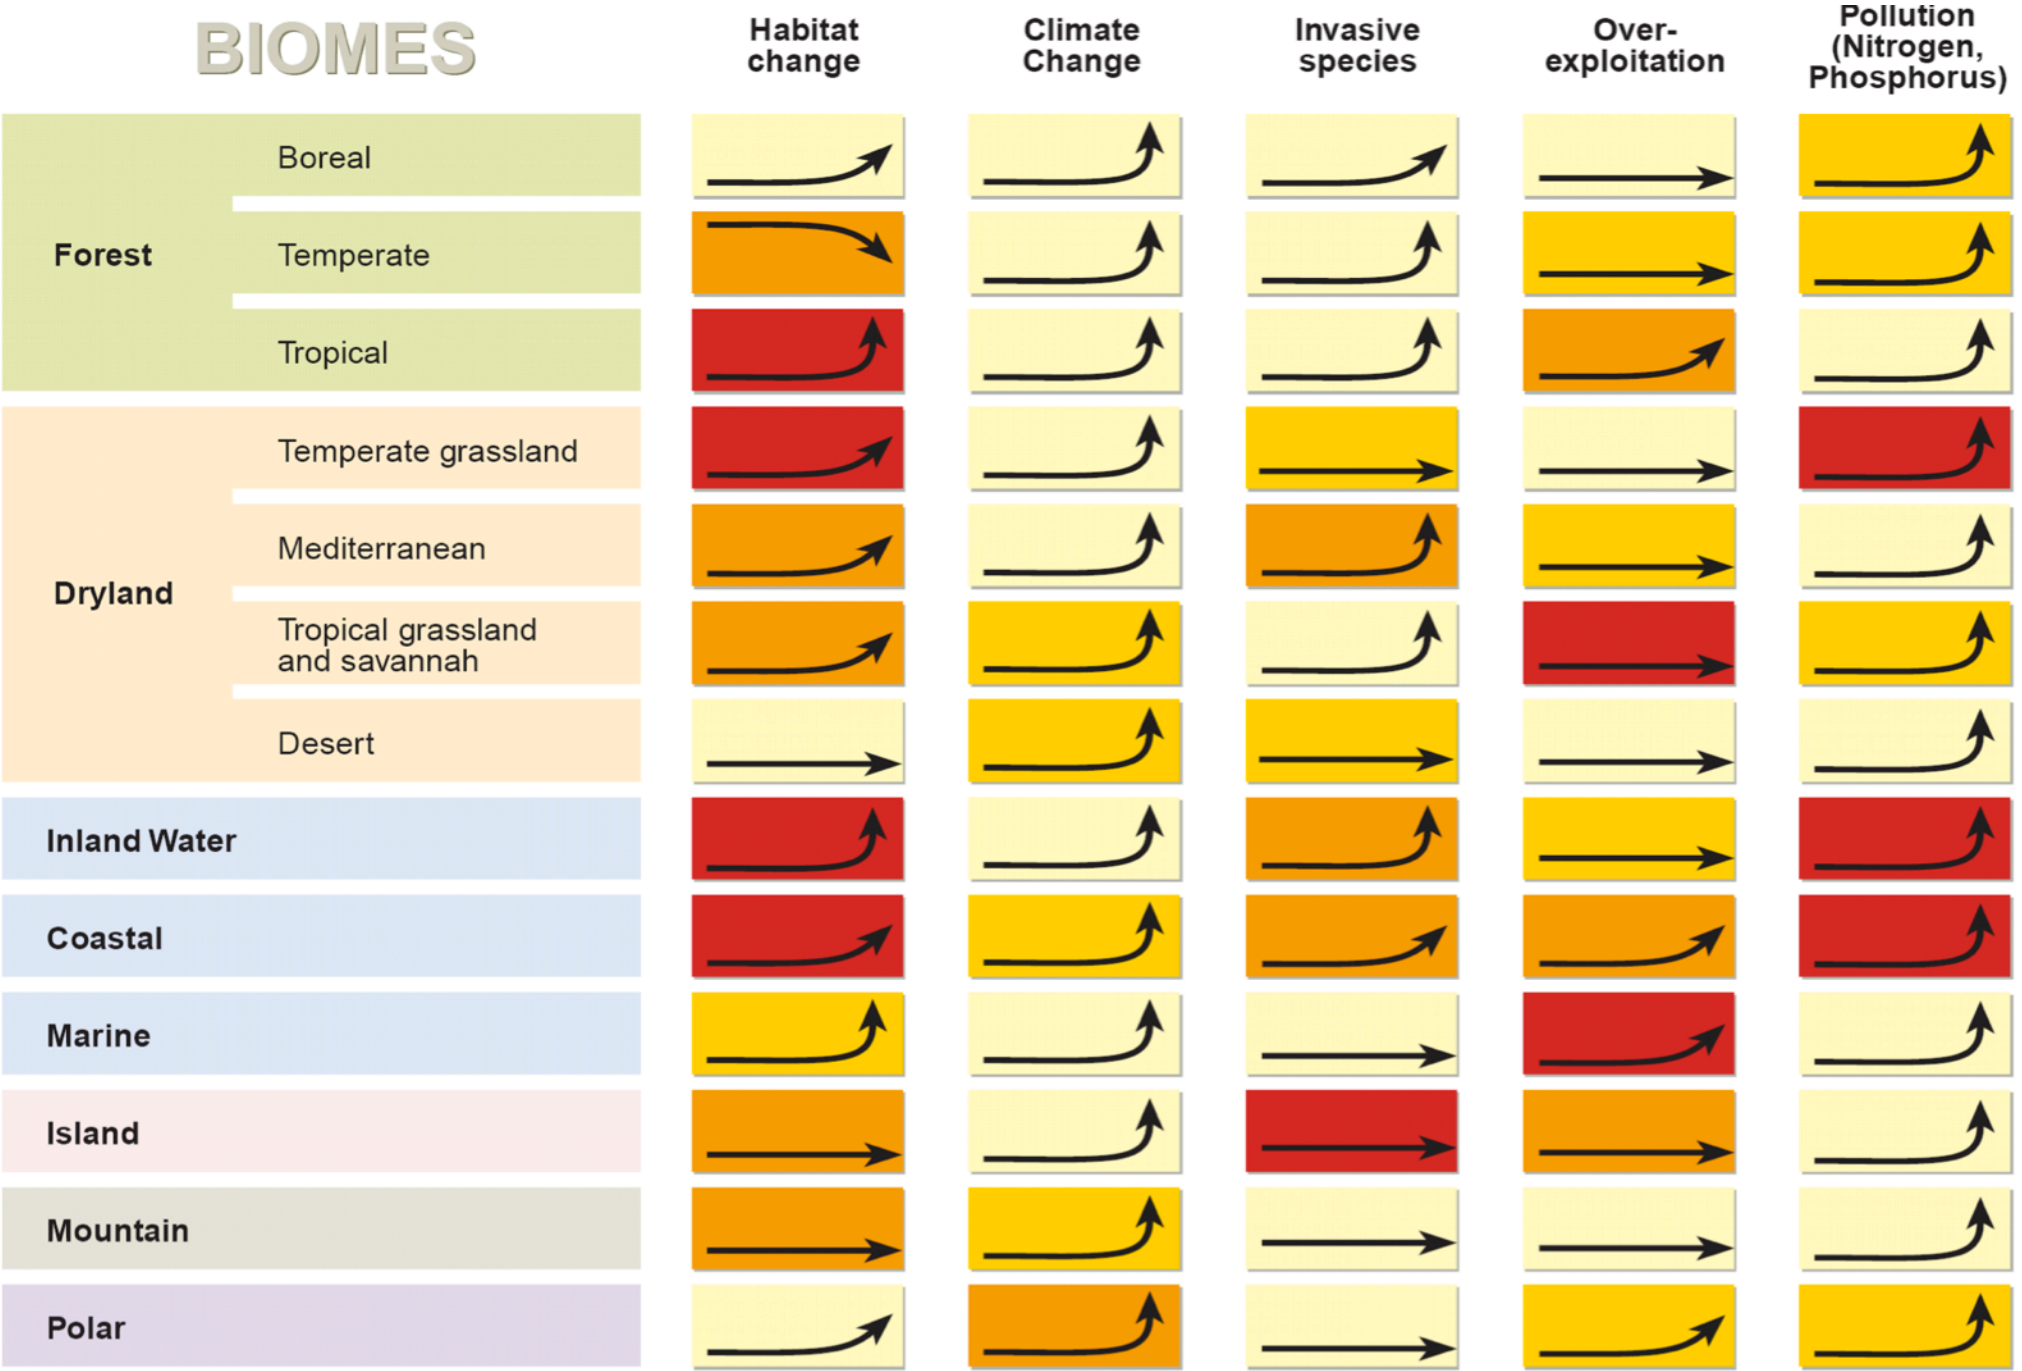 BIOMES
Habitat
change
Climate
Change
Invasive
species
Over-
exploitation
Pollution
(Nitrogen,
Phosphorus)
Forest
Boreal
Temperate
Tropical
Dryland
Temperate grassland
Mediterranean
Tropical grassland
and savannah
Desert
Inland Water
Coastal
Marine
Island
Mountain
Polar